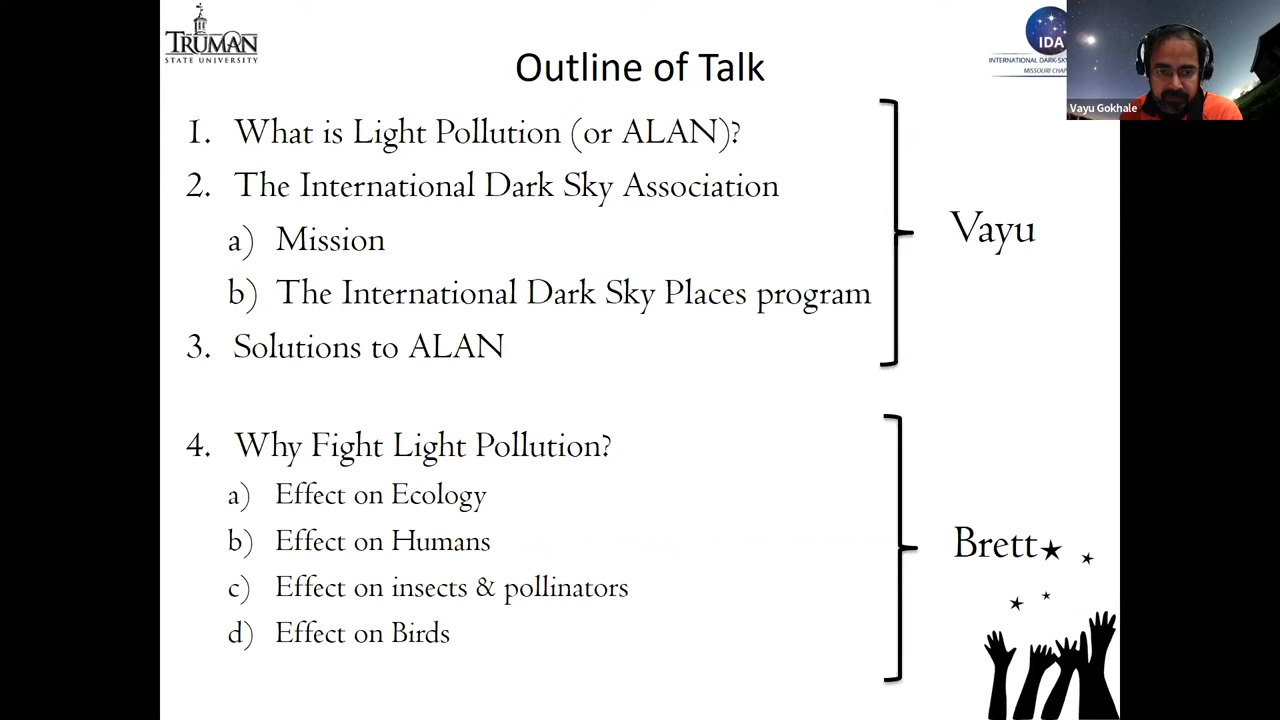 TRUMAN
STATE UNIVERSITY
Outline of Talk
IDA
INTERNATIONAL DARK-SKY
MISSOURI
Vayu Gokhale
1. What is Light Pollution (or ALAN)?
2. The International Dark Sky Association
a) Mission
b) The International Dark Sky Places program
3. Solutions to ALAN
Vayu
4. Why Fight Light Pollution?
a) Effect on Ecology
b) Effect on Humans
c) Effect on insects & pollinators
d) Effect on Birds
Brett